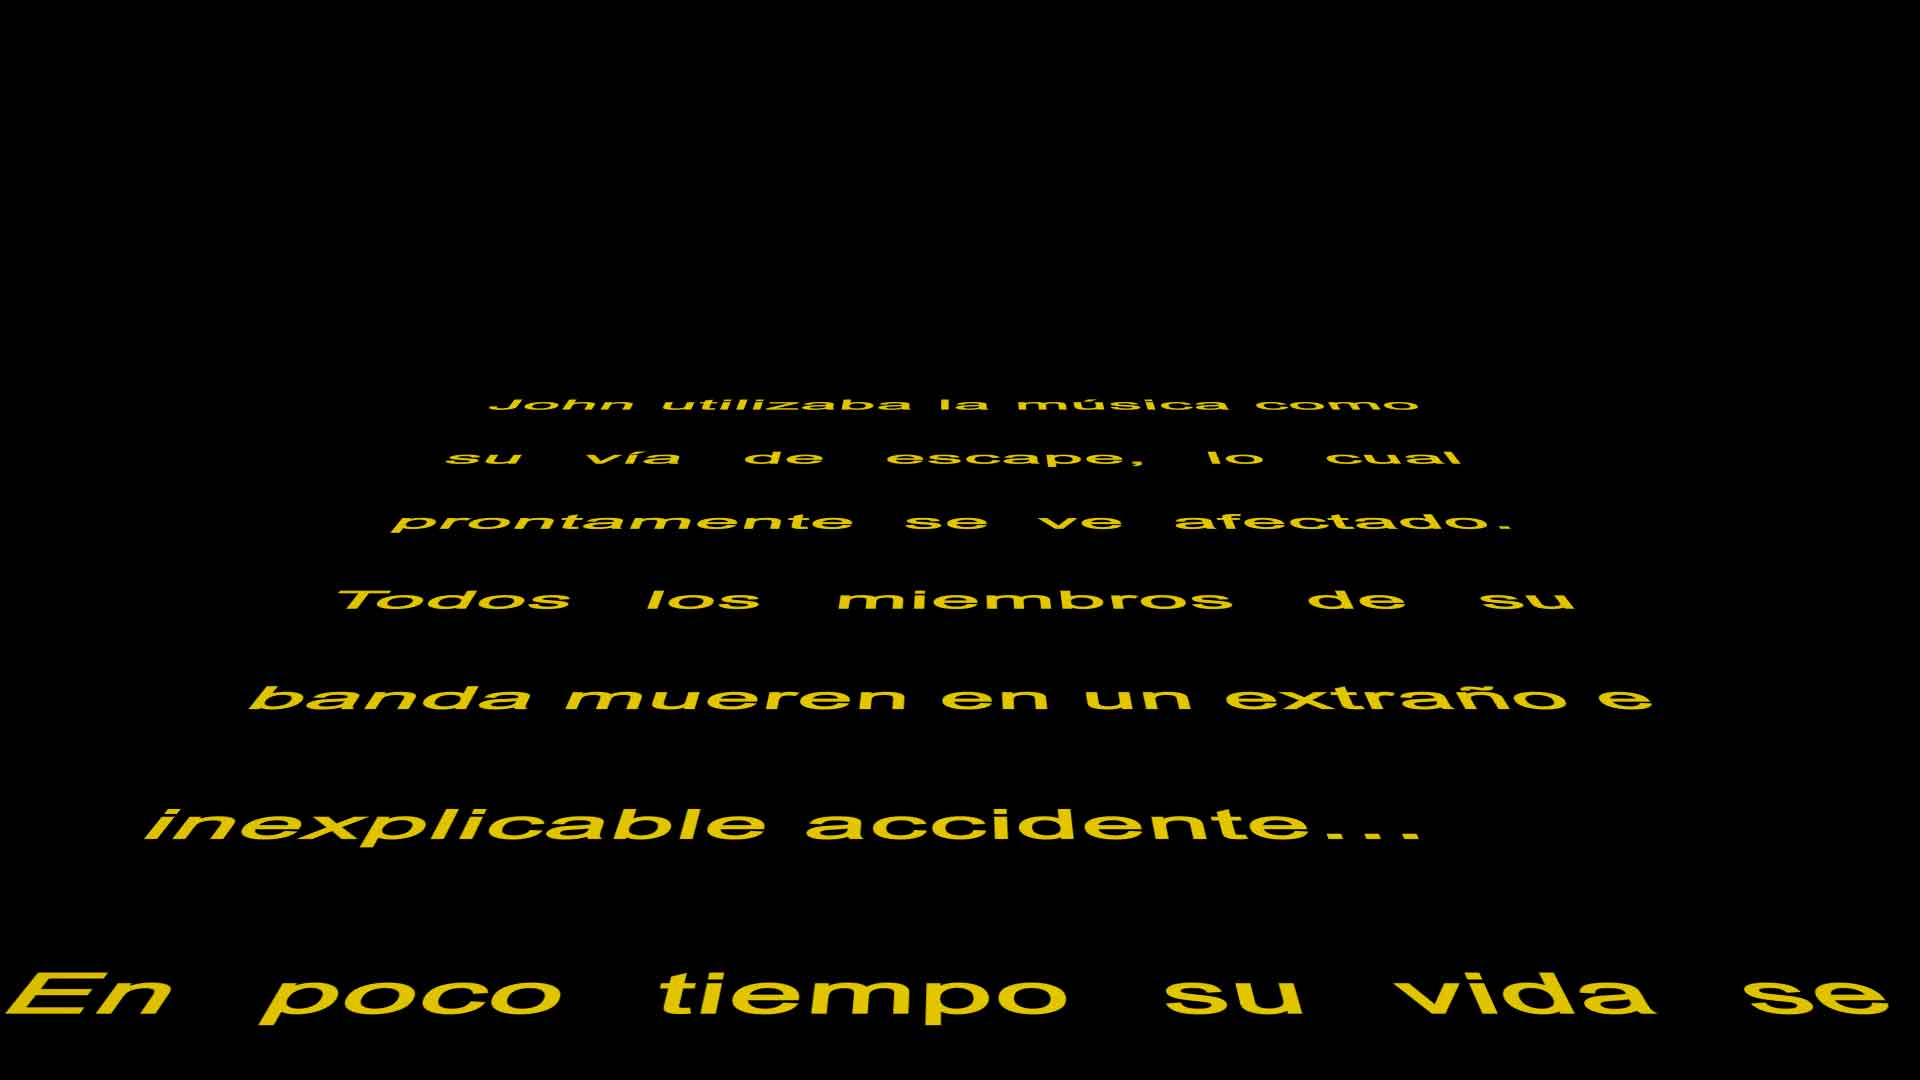 John utilizaba la música como
su vía de escape, lo cual
prontamente se ve afectado.
Todos los miembros de su
banda mueren en un extraño e
inexplicable accidente...
En poco tiempo su vida se